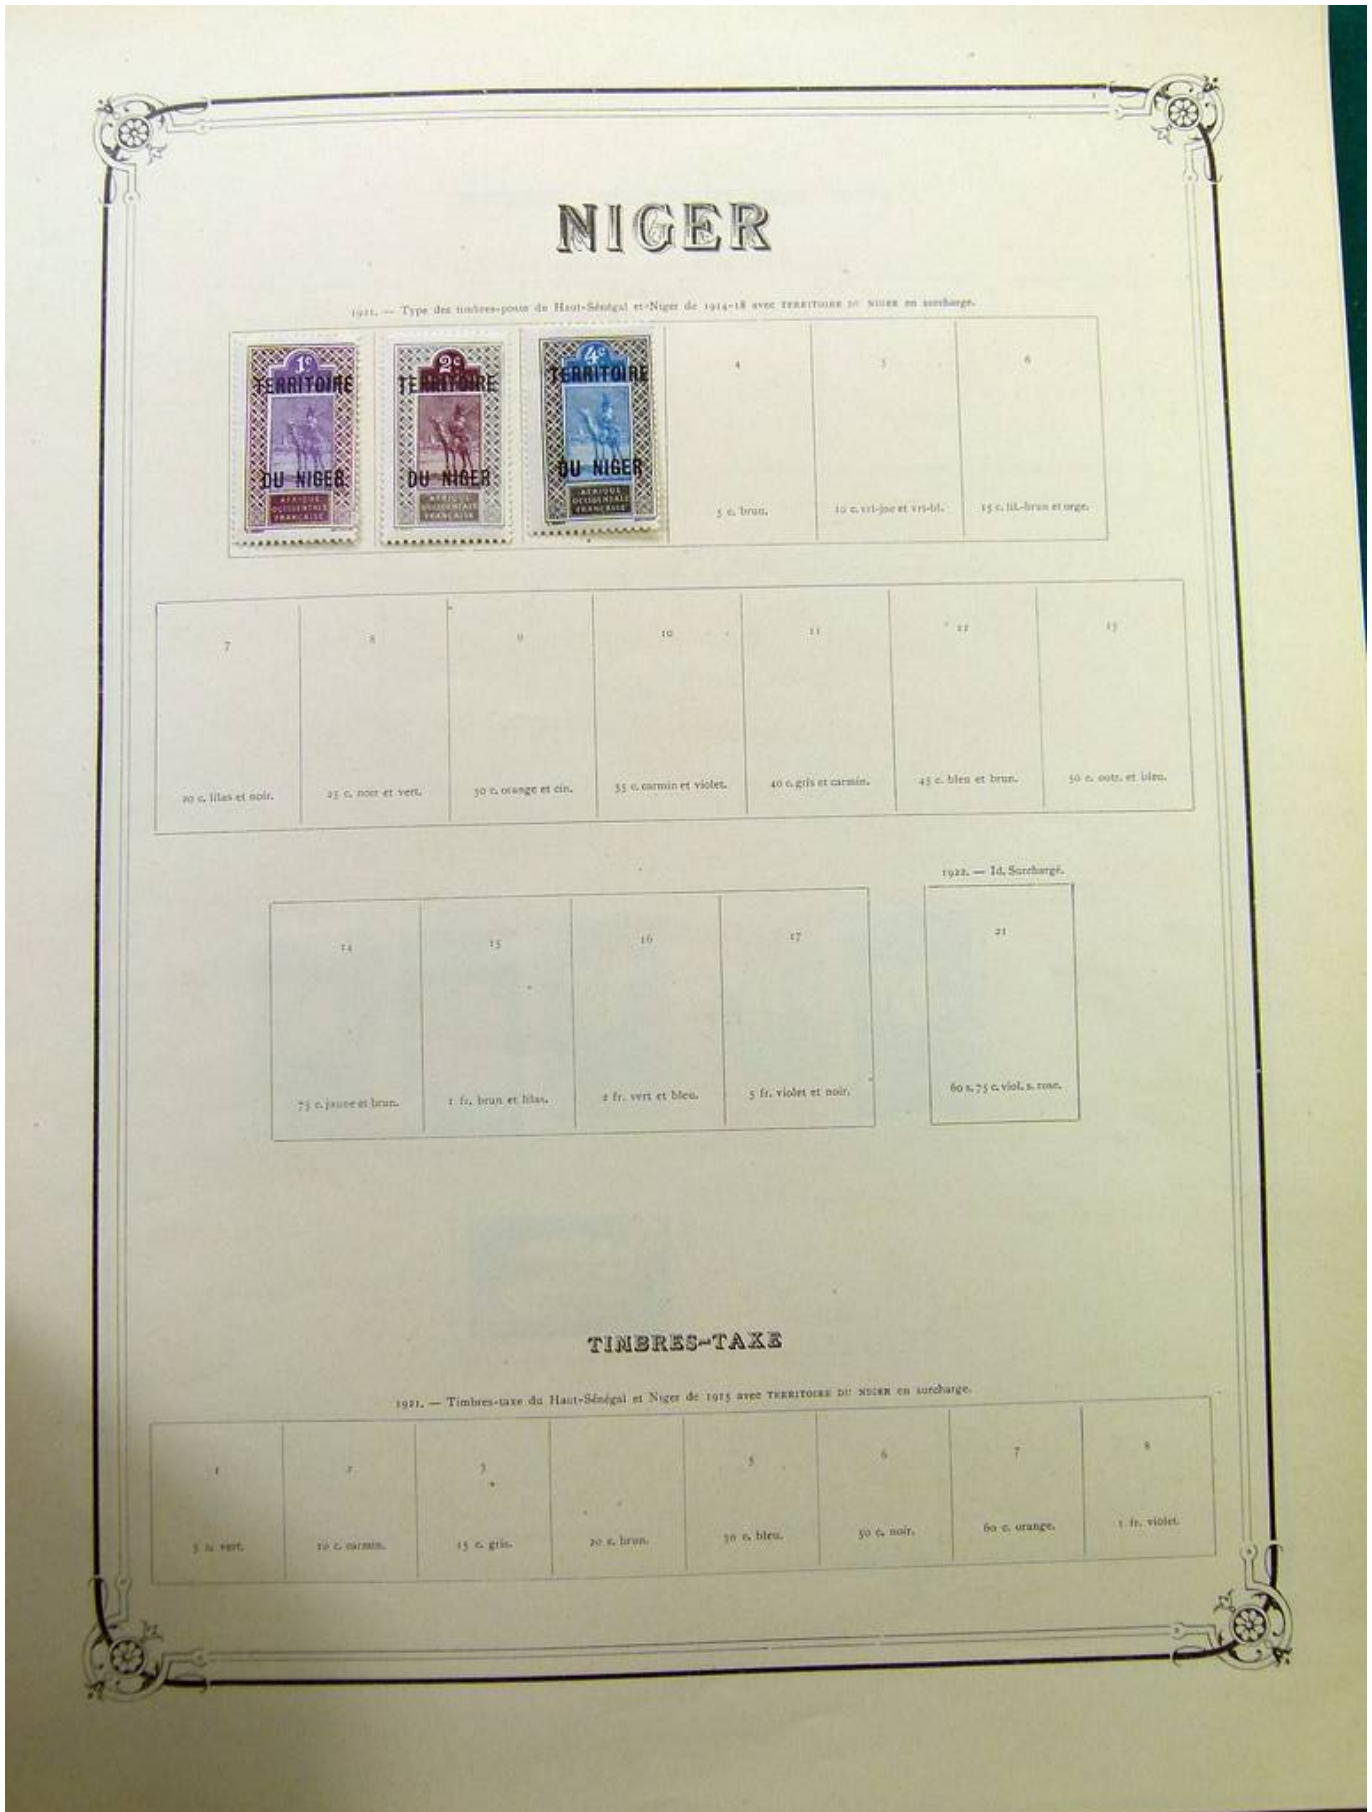 NIGER
1921. — Type des timbres-poste du Haut-Sénégal et Niger de 1914-18 avec TERRITOIRE DU NIGER en surcharge.
1c 2c 4c
TERRITOIRE TERRITOIRE TERRITOIRE
DU NIGER DU NIGER DU NIGER
AFRIQUE OCCIDENTALE FRANÇAISE AFRIQUE OCCIDENTALE FRANÇAISE AFRIQUE OCCIDENTALE FRANÇAISE
4 5 6
5 c. brun. 10 c. vrt-jne et vrt-bl. 15 c. lil.-brun et orge.
7 8 9 10 11 12 13
20 c. lilas et noir. 25 c. noir et vert. 30 c. orange et cin. 35 c. carmin et violet. 40 c. gris et carmin. 45 c. bleu et brun. 50 c. outr. et bleu.
1922. — Id. Surchargé.
14 15 16 17 21
75 c. jaune et brun. 1 fr. brun et lilas. 2 fr. vert et bleu. 5 fr. violet et noir. 60 s. 75 c. viol. s. rose.
TIMBRES-TAXE
1921. — Timbres-taxe du Haut-Sénégal et Niger de 1915 avec TERRITOIRE DU NIGER en surcharge.
1 2 3 5 6 7 8
5 c. vert. 10 c. carmin. 15 c. gris. 20 c. brun. 30 c. bleu. 50 c. noir. 60 c. orange. 1 fr. violet.